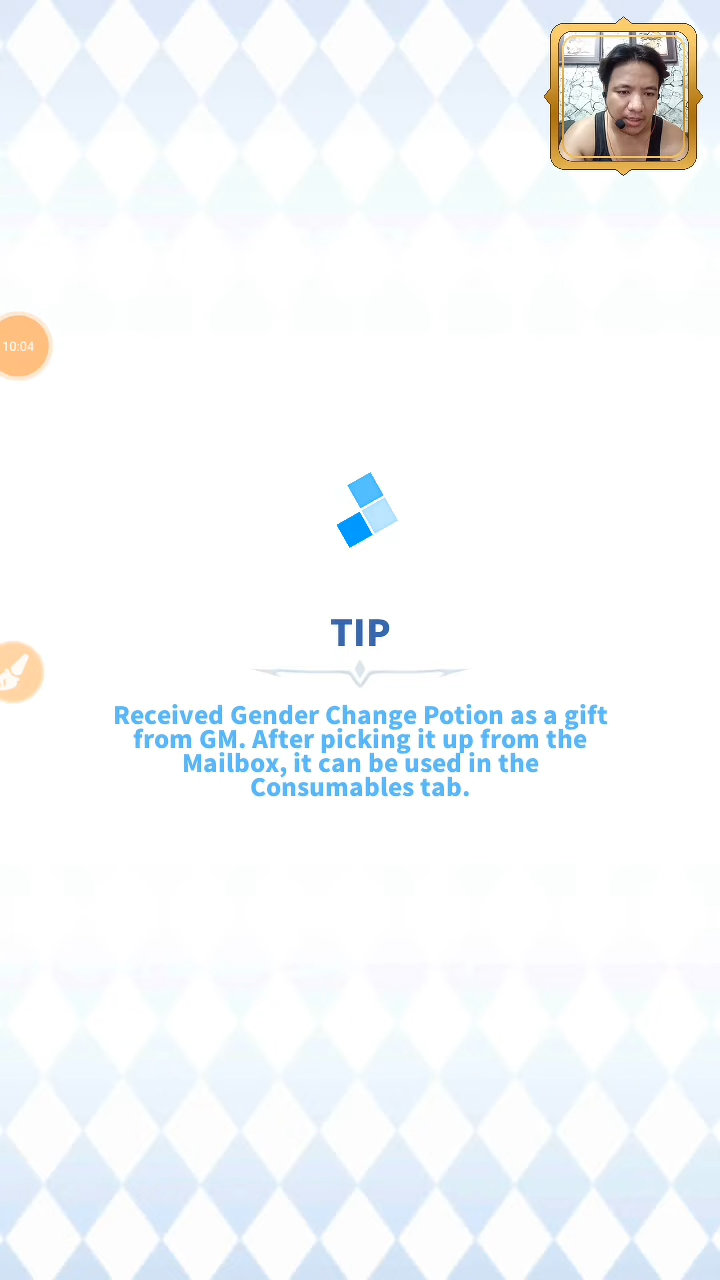 10:04
TIP
Received Gender Change Potion as a gift
from GM. After picking it up from the
Mailbox, it can be used in the
Consumables tab.